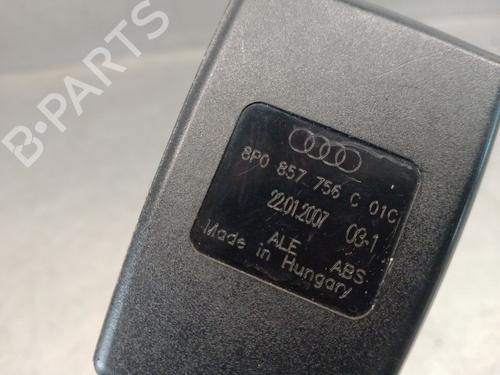 B-PARTS
8P0 857 756 C 01C
22.01.2007 03-1
ALE ABS
Made in Hungary